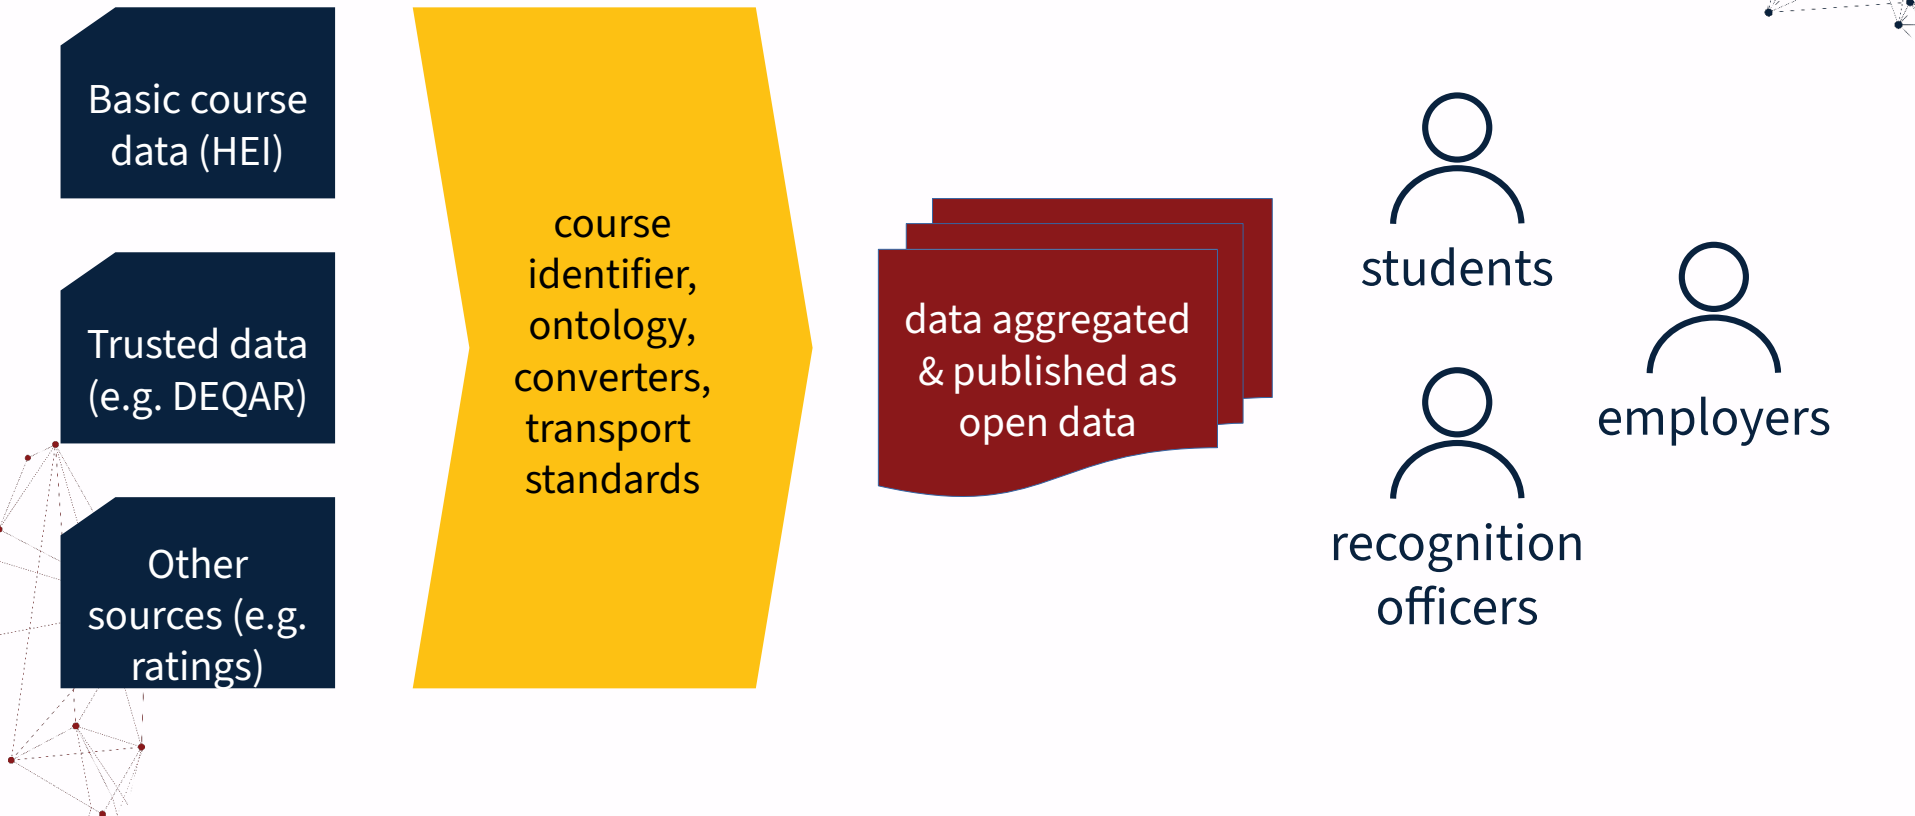 Basic course
data (HEI)
Trusted data
(e.g. DEQAR)
Other
sources (e.g.
ratings)
course
identifier,
ontology,
converters,
transport
standards
data aggregated
& published as
open data
students
employers
recognition
officers